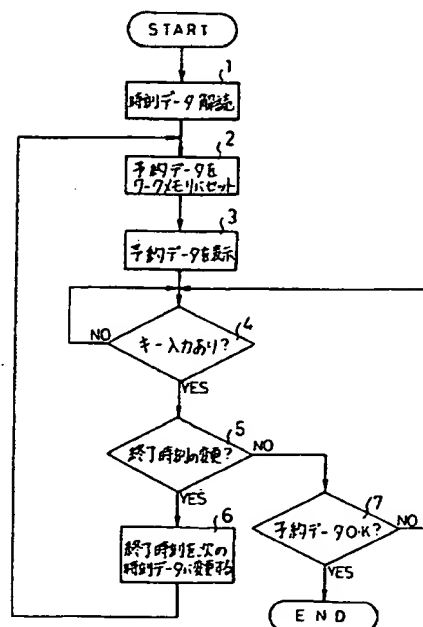 START
1
時刻データ解読
2
予約データを
ワークメモリにセット
3
予約データを表示
4
キー入力あり?
NO
YES
5
終了時刻の変更?
NO
YES
6
終了時刻を次の
時刻データに変更する
7
予約データO・K?
NO
YES
END